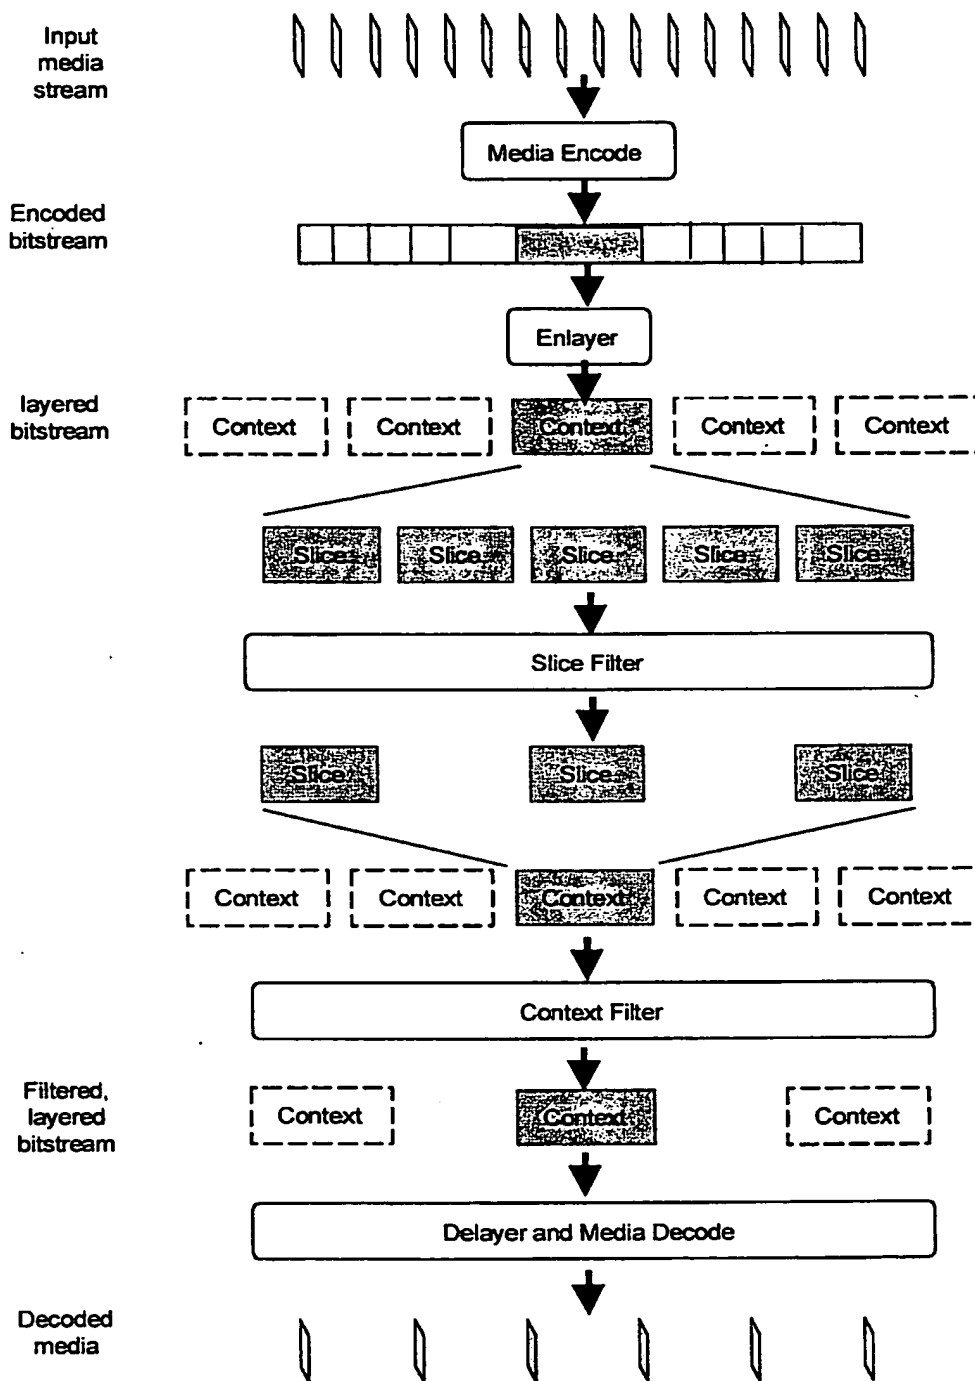 Input
media
stream
Media Encode
Encoded
bitstream
Enlayer
layered
bitstream
Context
Context
Context
Context
Context
Slice
Slice
Slice
Slice
Slice
Slice Filter
Slice
Slice
Slice
Context
Context
Context
Context
Context
Context Filter
Filtered,
layered
bitstream
Context
Context
Context
Delayer and Media Decode
Decoded
media